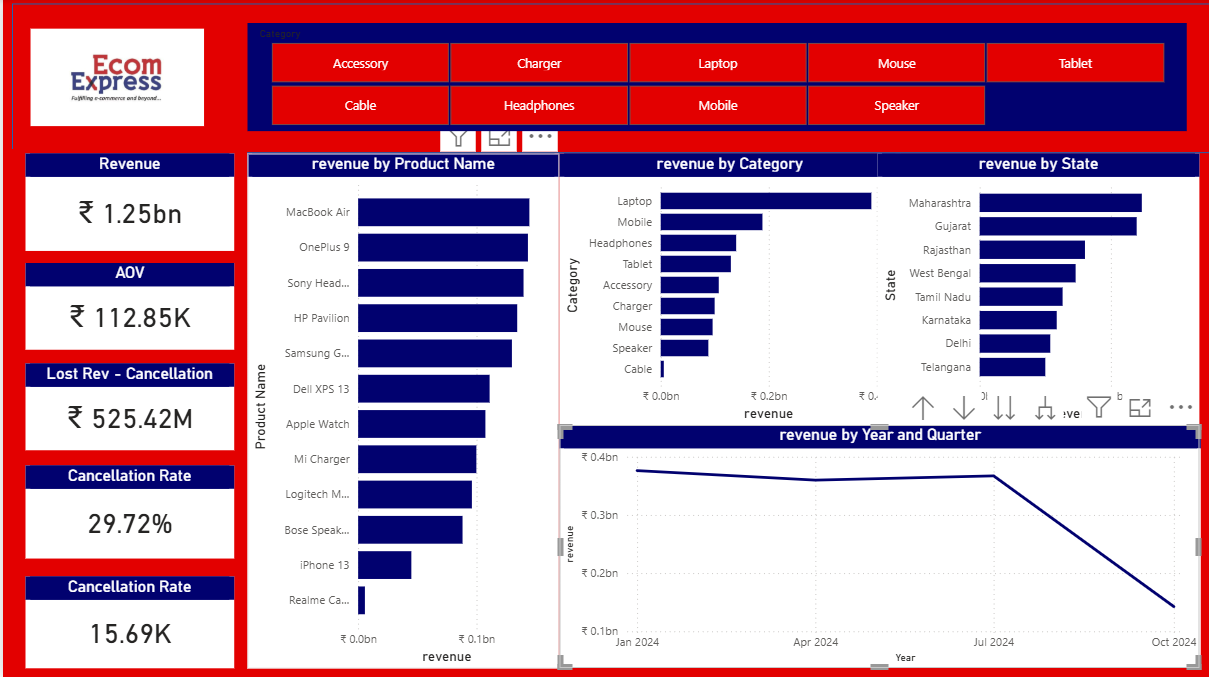 Ecom
Express
Fulfilling e-commerce and beyond...
Category
Accessory
Charger
Laptop
Mouse
Tablet
Cable
Headphones
Mobile
Speaker
Revenue
₹ 1.25bn
AOV
₹ 112.85K
Lost Rev - Cancellation
₹ 525.42M
Cancellation Rate
29.72%
Cancellation Rate
15.69K
revenue by Product Name
Product Name
MacBook Air
OnePlus 9
Sony Head...
HP Pavilion
Samsung G...
Dell XPS 13
Apple Watch
Mi Charger
Logitech M...
Bose Speak...
iPhone 13
Realme Ca...
₹ 0.0bn
₹ 0.1bn
revenue
revenue by Category
Category
Laptop
Mobile
Headphones
Tablet
Accessory
Charger
Mouse
Speaker
Cable
₹ 0.0bn
₹ 0.2bn
₹ 0.
revenue
revenue by State
State
Maharashtra
Gujarat
Rajasthan
West Bengal
Tamil Nadu
Karnataka
Delhi
Telangana
revenue by Year and Quarter
revenue
₹ 0.4bn
₹ 0.3bn
₹ 0.2bn
₹ 0.1bn
Jan 2024
Apr 2024
Jul 2024
Oct 2024
Year